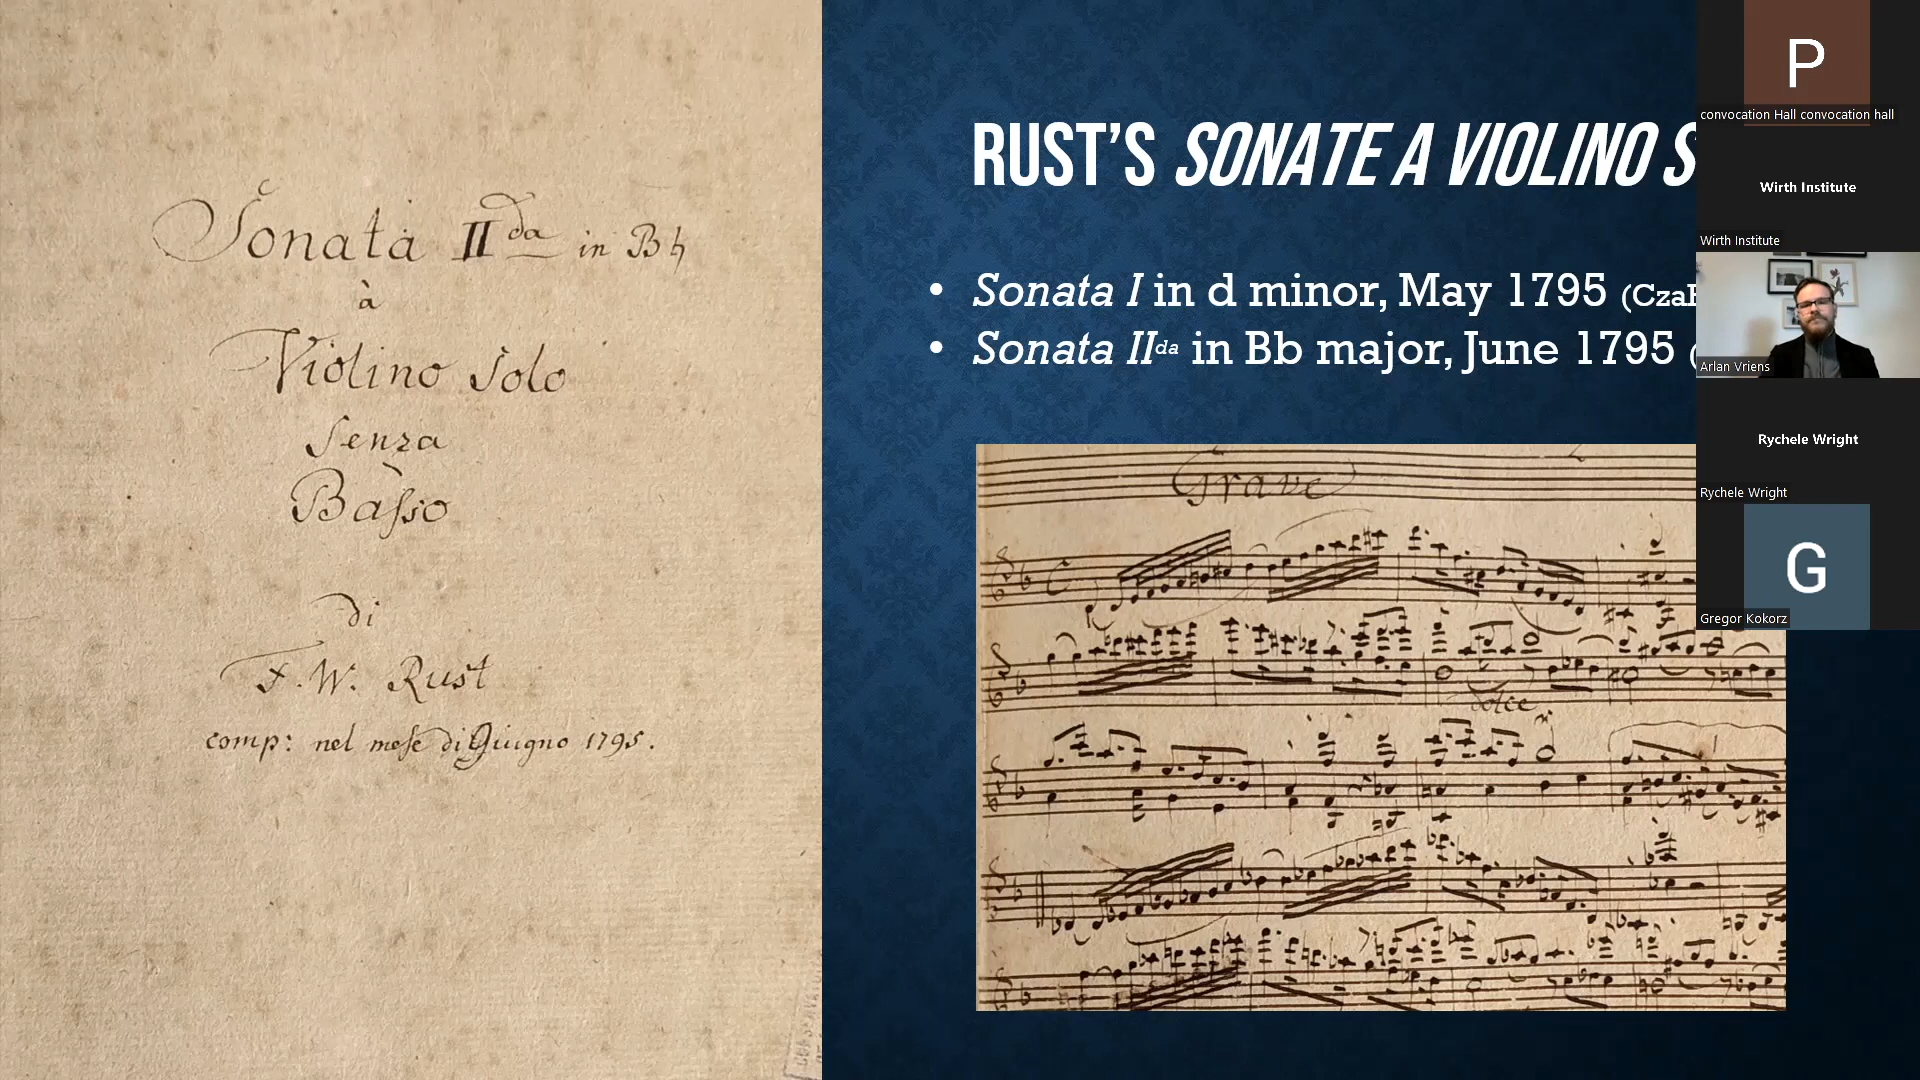 Sonata II da in B♮
à
Violino Solo
Senza
Basso
di
F. W. Rust
comp: nel mese di Giugno 1795.
RUST’S SONATE A VIOLINO S
• Sonata I in d minor, May 1795 (Cza
• Sonata IIda in Bb major, June 1795 (
Grave
dolce
P
convocation Hall convocation hall
Wirth Institute
Wirth Institute
Arlan Vriens
Rychele Wright
Rychele Wright
G
Gregor Kokorz